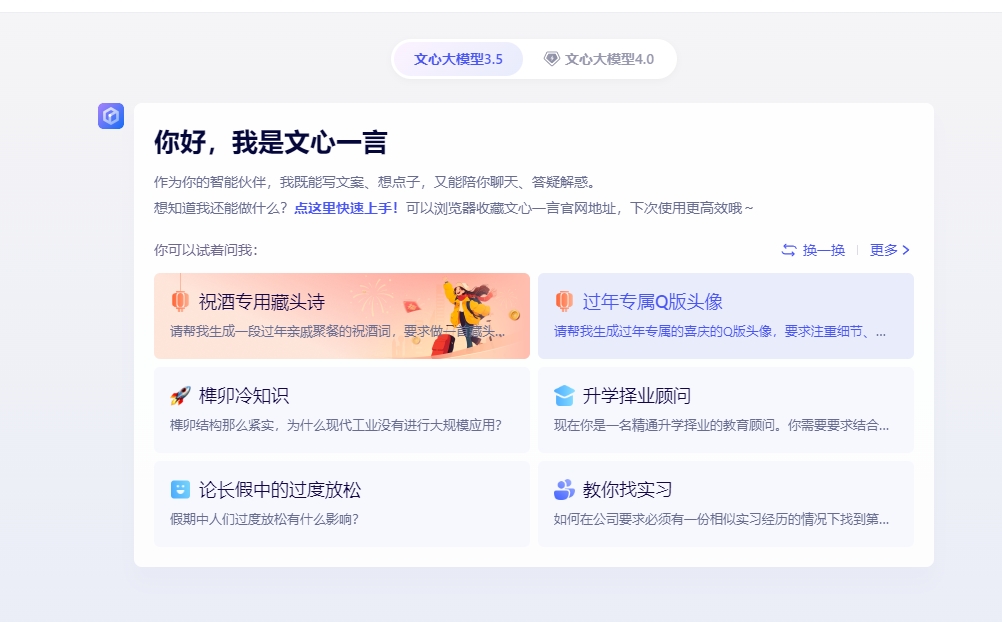 文心大模型3.5
文心大模型4.0
你好，我是文心一言
作为你的智能伙伴，我既能写文案、想点子，又能陪你聊天、答疑解惑。
想知道我还能做什么？点这里快速上手！可以浏览器收藏文心一言官网地址，下次使用更高效哦～
你可以试着问我：
换一换
更多
祝酒专用藏头诗
请帮我生成一段过年亲戚聚餐的祝酒词，要求做一首藏头...
过年专属Q版头像
请帮我生成过年专属的喜庆的Q版头像，要求注重细节、...
榫卯冷知识
榫卯结构那么紧实，为什么现代工业没有进行大规模应用？
升学择业顾问
现在你是一名精通升学择业的教育顾问。你需要要求结合...
论长假中的过度放松
假期中人们过度放松有什么影响？
教你找实习
如何在公司要求必须有一份相似实习经历的情况下找到第...